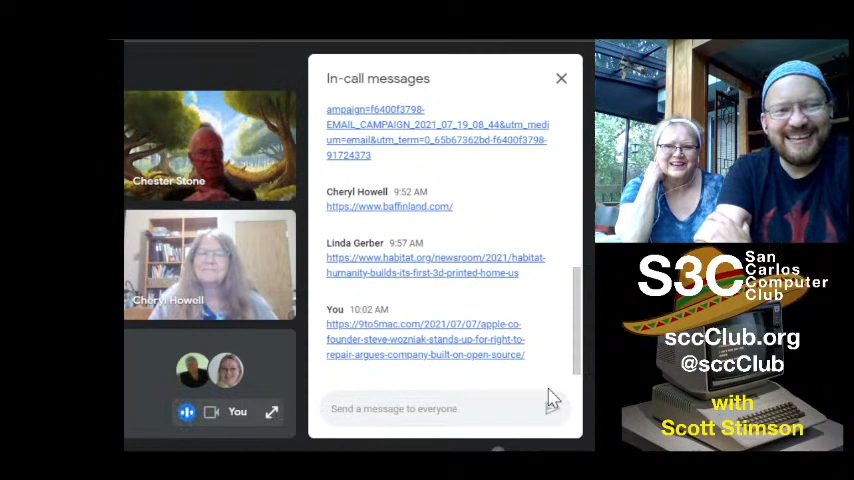 In-call messages
ampaign=f6400f3798-
EMAIL_CAMPAIGN_2021_07_19_08_44&utm_medi
um=email&utm_term=0_65b67362bd-f6400f3798-
91724373
Cheryl Howell 9:52 AM
https://www.baffinland.com/
Linda Gerber 9:57 AM
https://www.habitat.org/newsroom/2021/habitat-
humanity-builds-its-first-3d-printed-home-us
You 10:02 AM
https://9to5mac.com/2021/07/07/apple-co-
founder-steve-wozniak-stands-up-for-right-to-
repair-argues-company-built-on-open-source/
Send a message to everyone
Chester Stone
Cheryl Howell
You
S3C San
Carlos
Computer
Club
sccClub.org
@sccClub
with
Scott Stimson